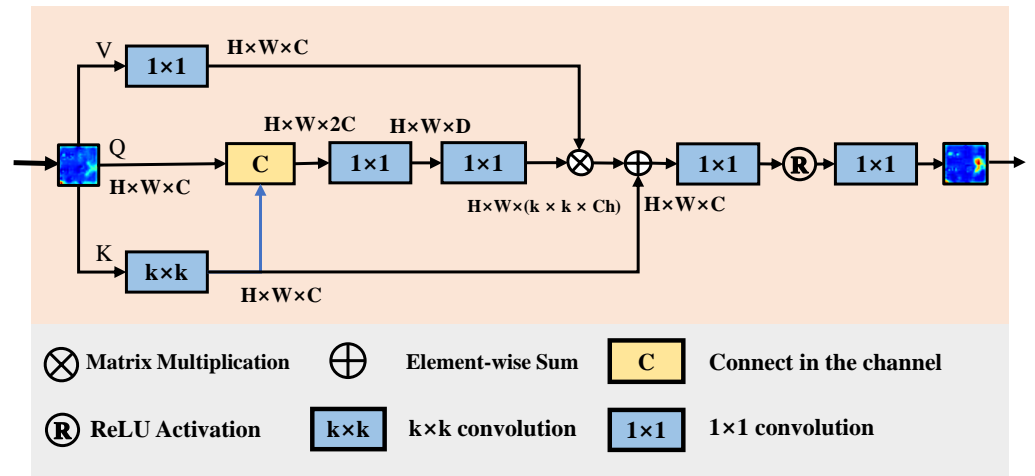 V
1×1
H×W×C
Q
H×W×C
C
H×W×2C
1×1
H×W×D
1×1
H×W×(k × k × Ch)
H×W×C
1×1
R
1×1
K
k×k
H×W×C
Matrix Multiplication
Element-wise Sum
C
Connect in the channel
R
ReLU Activation
k×k
k×k convolution
1×1
1×1 convolution